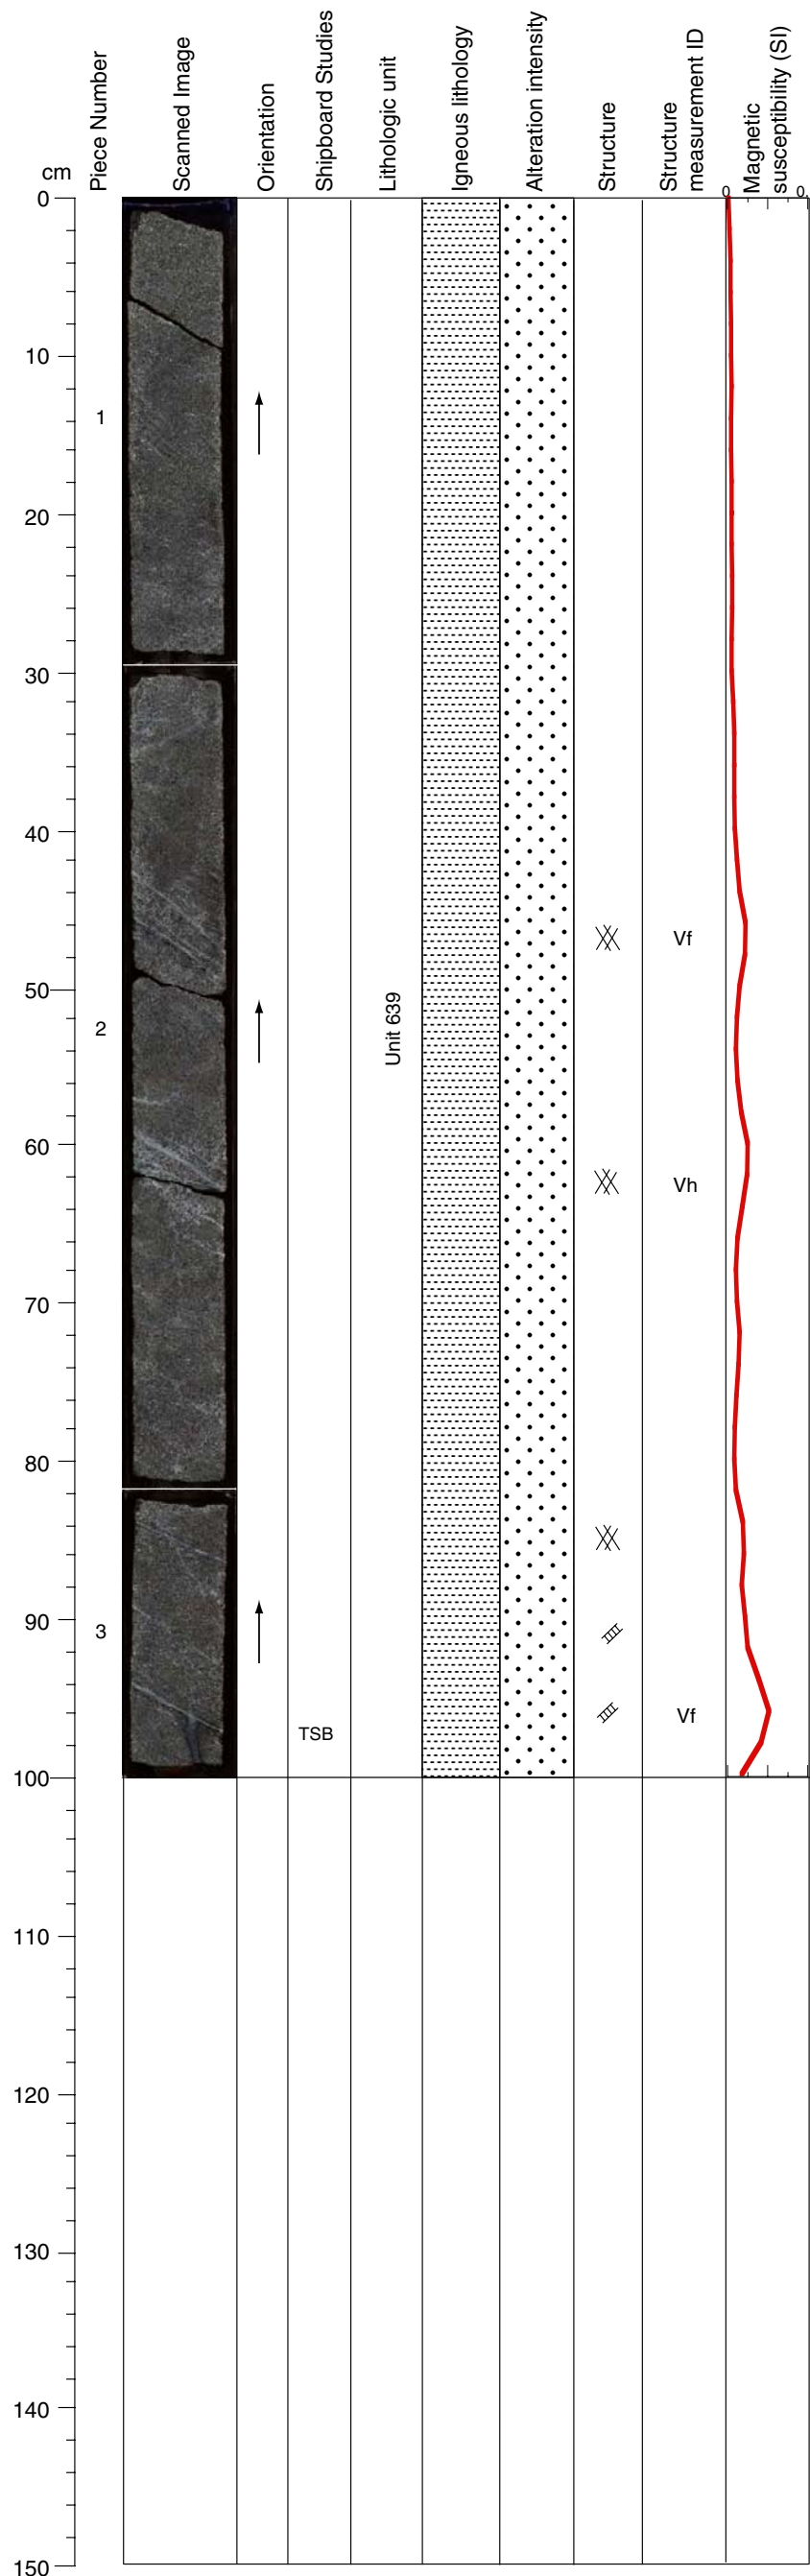 cm
Piece Number
Scanned Image
Orientation
Shipboard Studies
Lithologic unit
Igneous lithology
Alteration intensity
Structure
Structure
measurement ID
Magnetic
susceptibility (SI)
0 0.
0
10
1
20
30
40
Vf
50
2
Unit 639
60
Vh
70
80
90
3
Vf
TSB
100
110
120
130
140
150